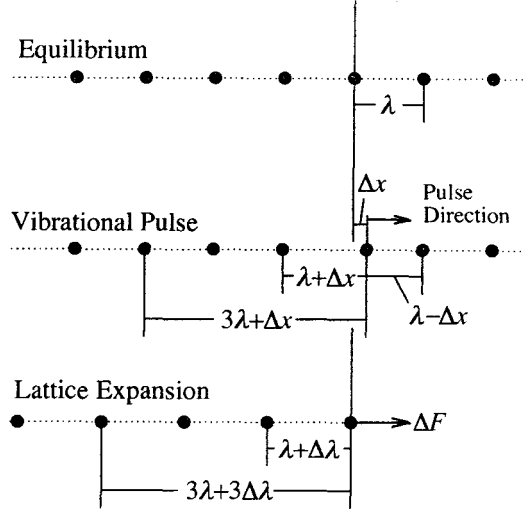 Equilibrium
λ
Δx
Pulse
Direction
Vibrational Pulse
λ+Δx
3λ+Δx
λ−Δx
Lattice Expansion
ΔF
λ+Δλ
3λ+3Δλ